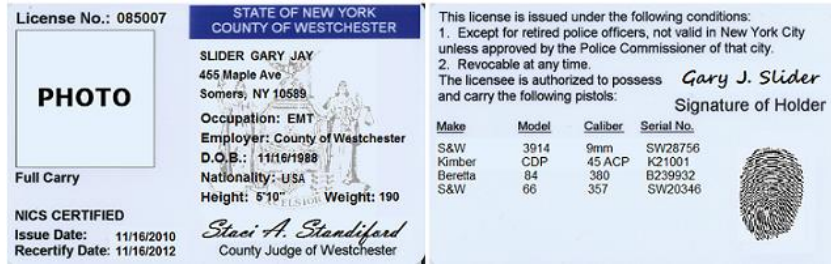 License No.: 085007
PHOTO
Full Carry
NICS CERTIFIED
Issue Date: 11/16/2010
Recertify Date: 11/16/2012
STATE OF NEW YORK
COUNTY OF WESTCHESTER
SLIDER GARY JAY
455 Maple Ave
Somers, NY 10589
Occupation: EMT
Employer: County of Westchester
D.O.B.: 11/16/1988
Nationality: USA
Height: 5'10" Weight: 190
EXCELSIOR
Staci A. Standiford
County Judge of Westchester
This license is issued under the following conditions:
1. Except for retired police officers, not valid in New York City
unless approved by the Police Commissioner of that city.
2. Revocable at any time.
The licensee is authorized to possess
and carry the following pistols:
Gary J. Slider
Signature of Holder
Make Model Caliber Serial No.
S&W 3914 9mm SW28756
Kimber CDP 45 ACP K21001
Beretta 84 380 B239932
S&W 66 357 SW20346